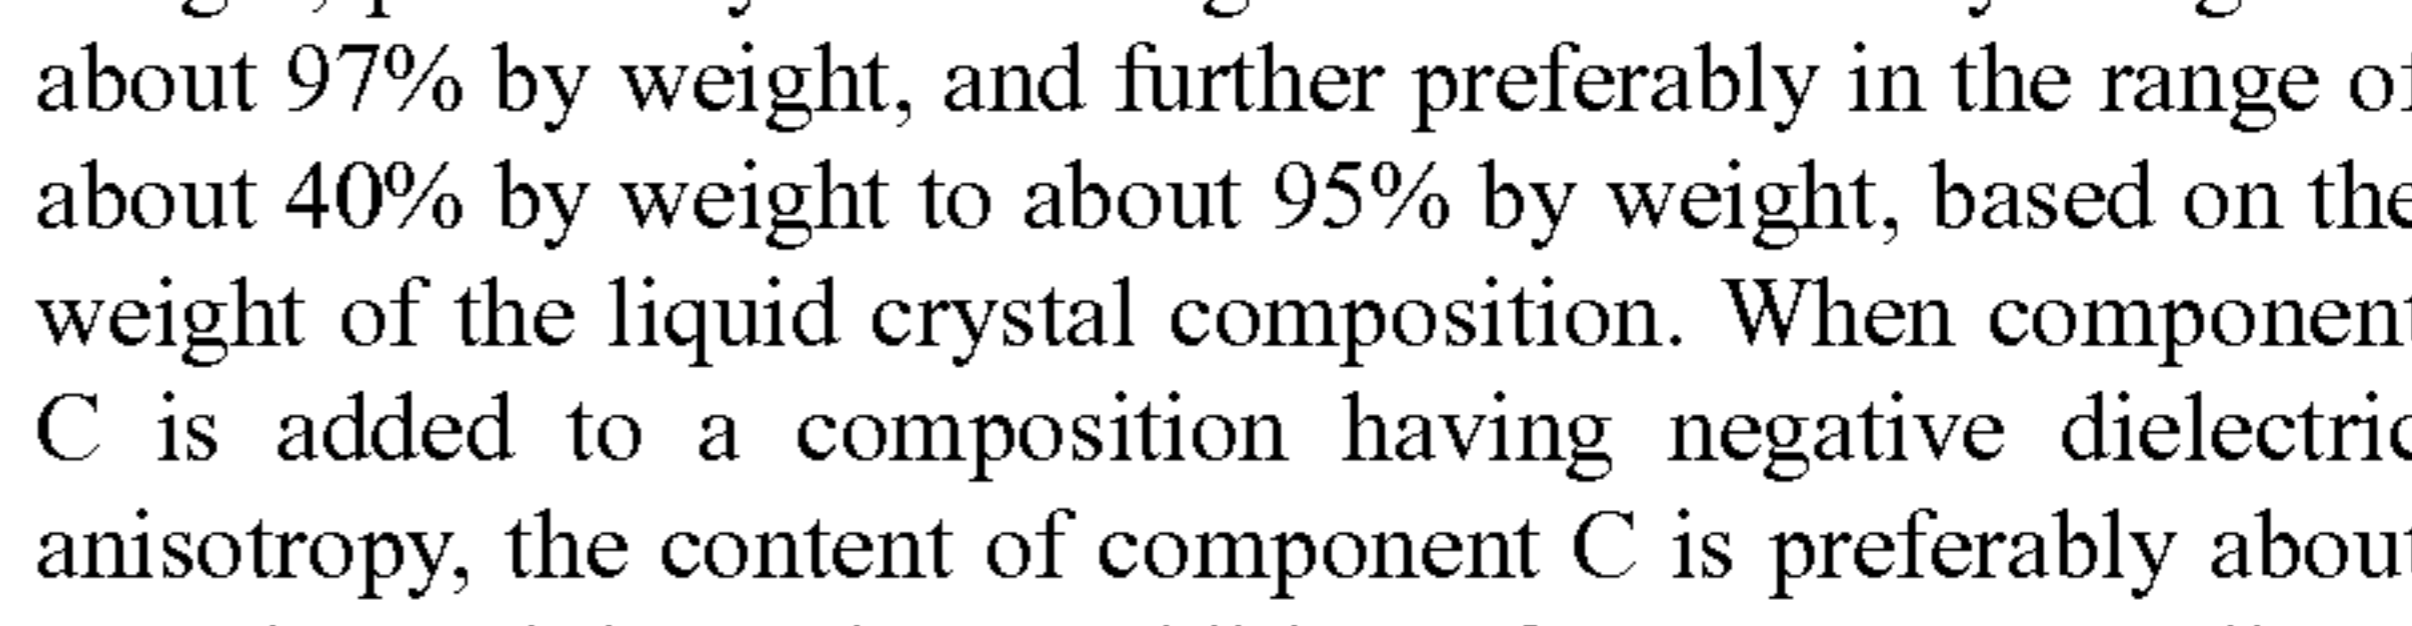 about 97% by weight, and further preferably in the range of
about 40% by weight to about 95% by weight, based on the
weight of the liquid crystal composition. When component
C is added to a composition having negative dielectric
anisotropy, the content of component C is preferably about